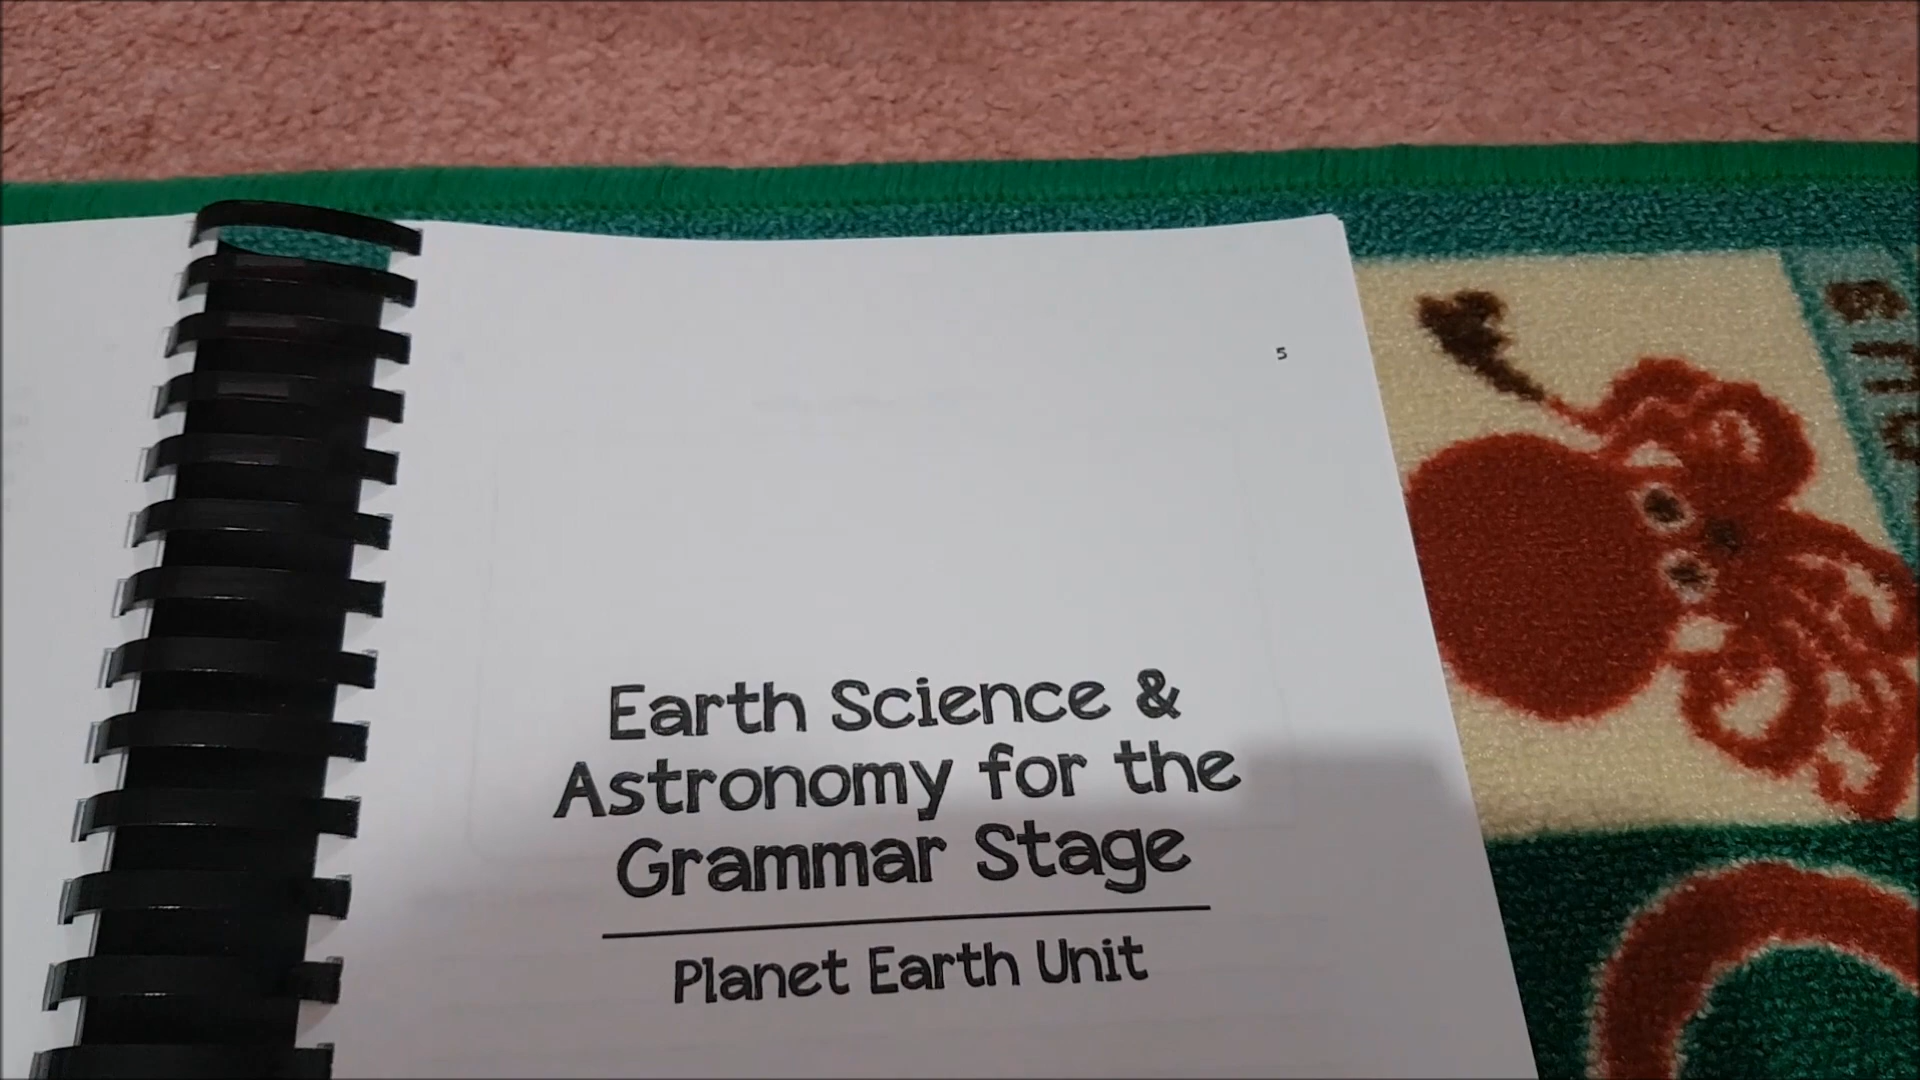 5
Earth Science &
Astronomy for the
Grammar Stage
Planet Earth Unit